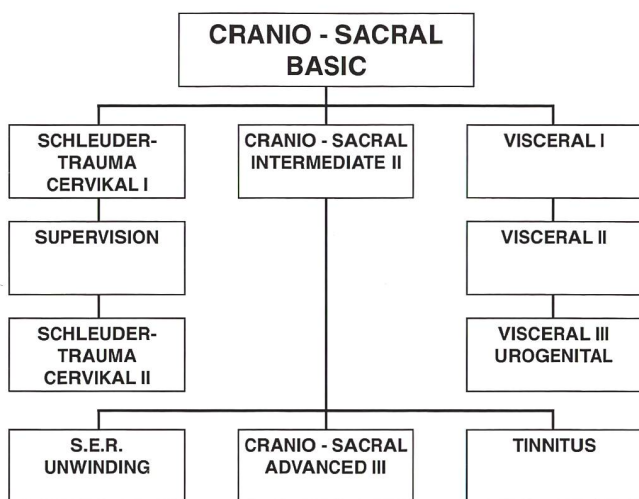 CRANIO - SACRAL
BASIC
SCHLEUDER-
TRAUMA
CERVIKAL I
CRANIO - SACRAL
INTERMEDIATE II
VISCERAL I
SUPERVISION
VISCERAL II
SCHLEUDER-
TRAUMA
CERVIKAL II
VISCERAL III
UROGENITAL
S.E.R.
UNWINDING
CRANIO - SACRAL
ADVANCED III
TINNITUS